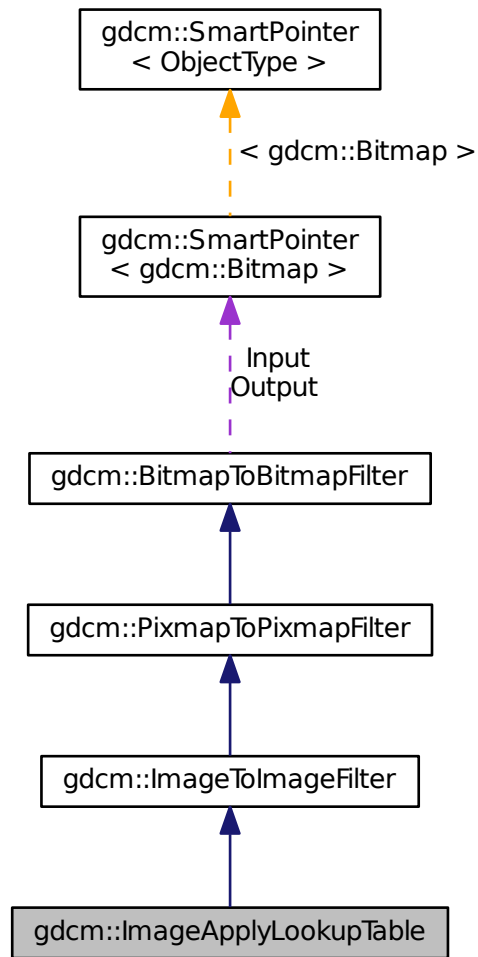 gdcm::SmartPointer
< ObjectType >
< gdcm::Bitmap >
gdcm::SmartPointer
< gdcm::Bitmap >
Input
Output
gdcm::BitmapToBitmapFilter
gdcm::PixmapToPixmapFilter
gdcm::ImageToImageFilter
gdcm::ImageApplyLookupTable